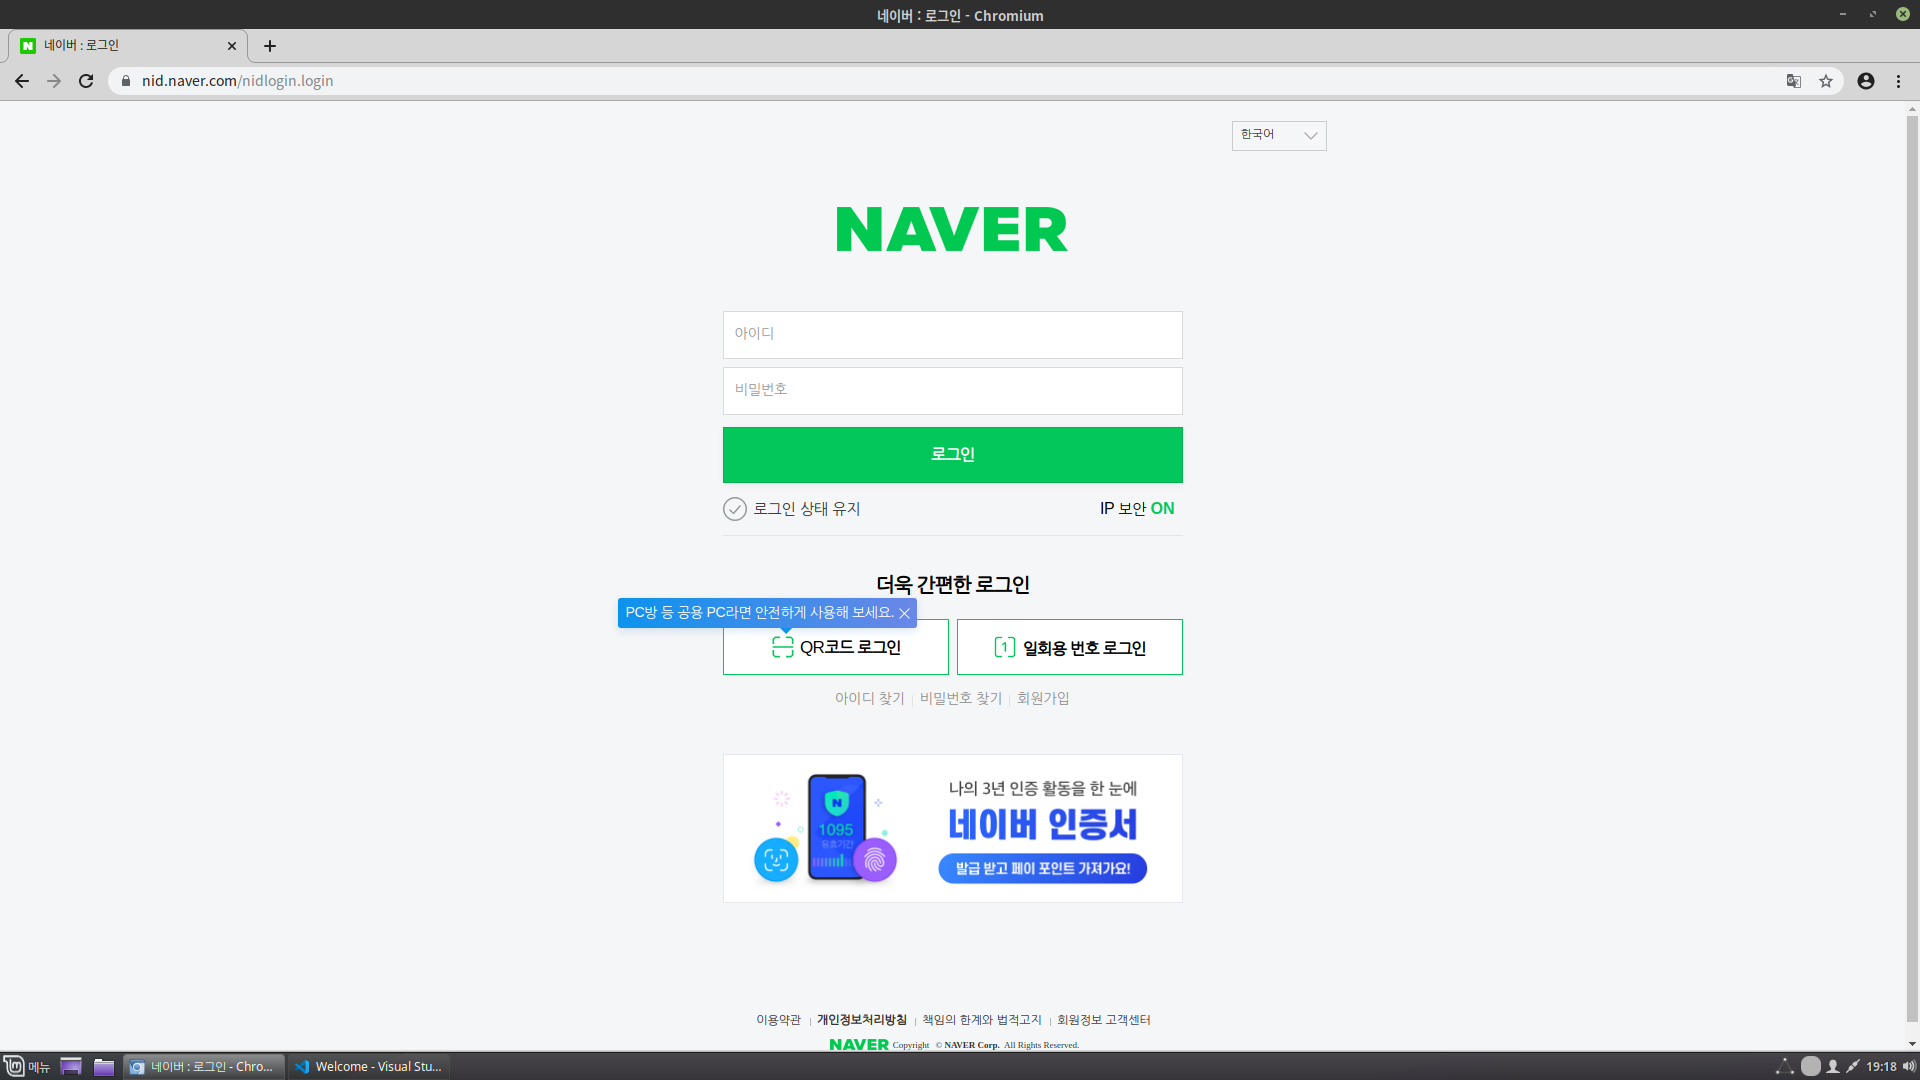 네이버 : 로그인 - Chromium
네이버 : 로그인
nid.naver.com/nidlogin.login
한국어
NAVER
아이디
비밀번호
로그인
로그인 상태 유지
IP 보안 ON
더욱 간편한 로그인
PC방 등 공용 PC라면 안전하게 사용해 보세요.
QR코드 로그인
1 일회용 번호 로그인
아이디 찾기 비밀번호 찾기 회원가입
나의 3년 인증 활동을 한 눈에
N
네이버 인증서
1095
유효기간
발급 받고 페이 포인트 가져가요!
이용약관 개인정보처리방침 책임의 한계와 법적고지 회원정보 고객센터
NAVER Copyright © NAVER Corp. All Rights Reserved.
메뉴 네이버 : 로그인 - Chro... Welcome - Visual Stu... 19:18